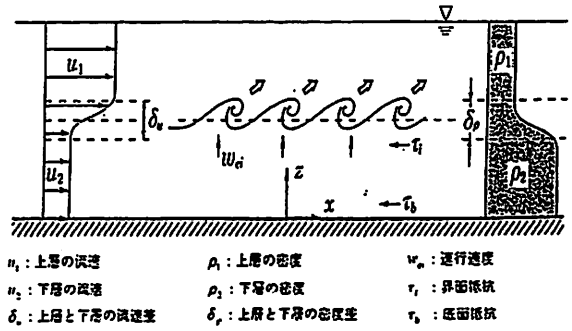 u₁
ρ₁
δᵤ
δᵨ
w_ei
τᵢ
u₂
z
ρ₂
x
τ_b
u₁：上層の流速 ρ₁：上層の密度 w_ei：連行速度
u₂：下層の流速 ρ₂：下層の密度 τᵢ：界面抵抗
δᵤ：上層と下層の流速差 δᵨ：上層と下層の密度差 τ_b：底面抵抗